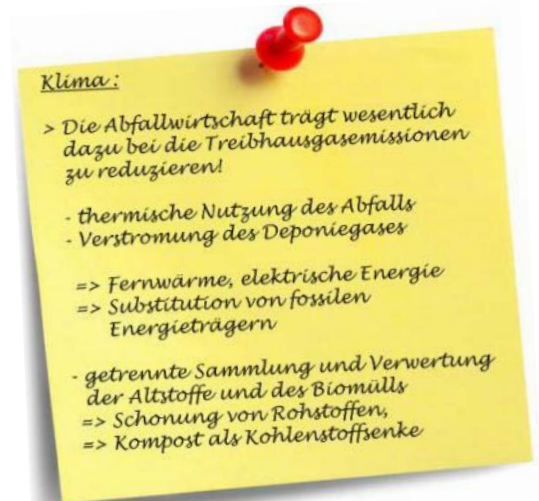 Klima :
> Die Abfallwirtschaft trägt wesentlich
dazu bei die Treibhausgasemissionen
zu reduzieren!
- thermische Nutzung des Abfalls
- Verstromung des Deponiegases
=> Fernwärme, elektrische Energie
=> Substitution von fossilen
Energieträgern
- getrennte Sammlung und Verwertung
der Altstoffe und des Biomülls
=> Schonung von Rohstoffen,
=> Kompost als Kohlenstoffsenke